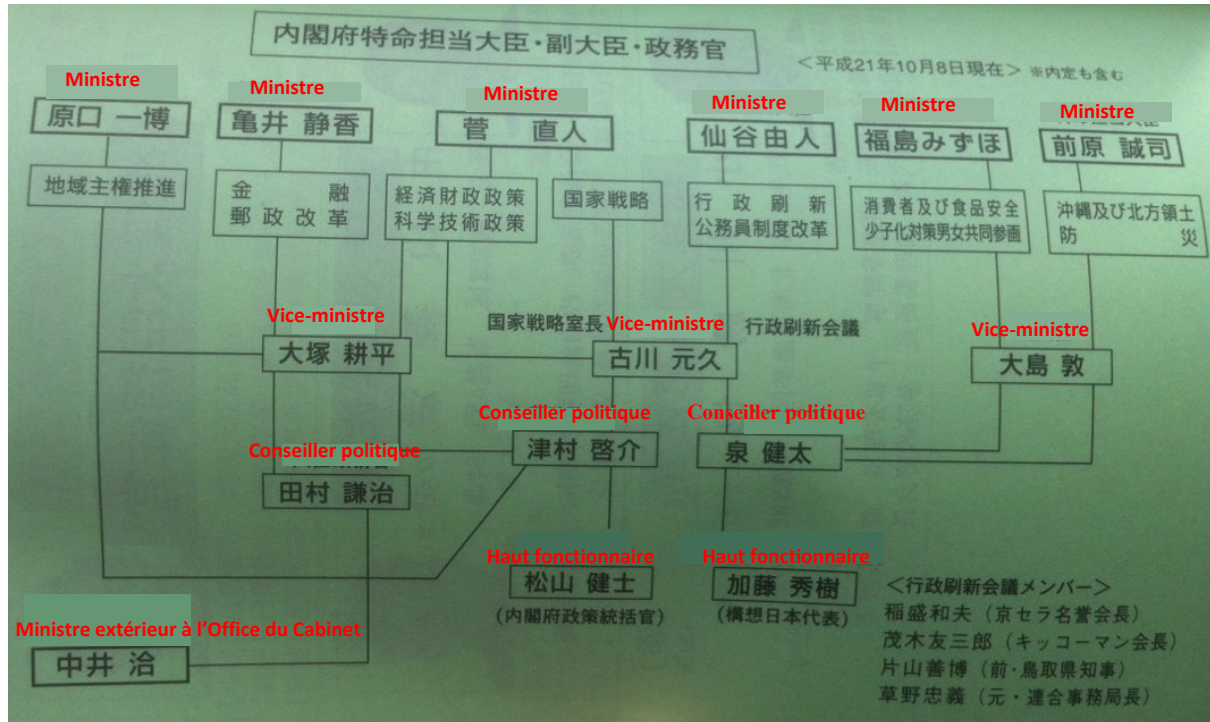 内閣府特命担当大臣・副大臣・政務官
＜平成21年10月8日現在＞ ※内定も含む
Ministre
原口 一博
地域主権推進
Ministre
亀井 静香
金融
郵政改革
Ministre
菅 直人
経済財政政策
科学技術政策
国家戦略
Ministre
仙谷由人
行政刷新
公務員制度改革
Ministre
福島みずほ
消費者及び食品安全
少子化対策男女共同参画
Ministre
前原 誠司
沖縄及び北方領土
防災
Vice-ministre
大塚 耕平
国家戦略室長
Vice-ministre
行政刷新会議
古川 元久
Vice-ministre
大島 敦
Conseiller politique
津村 啓介
Conseiller politique
泉 健太
Conseiller politique
田村 謙治
Haut fonctionnaire
松山 健士
(内閣府政策統括官)
Haut fonctionnaire
加藤 秀樹
(構想日本代表)
Ministre extérieur à l'Office du Cabinet
中井 洽
＜行政刷新会議メンバー＞
稲盛和夫（京セラ名誉会長）
茂木友三郎（キッコーマン会長）
片山善博（前・鳥取県知事）
草野忠義（元・連合事務局長）